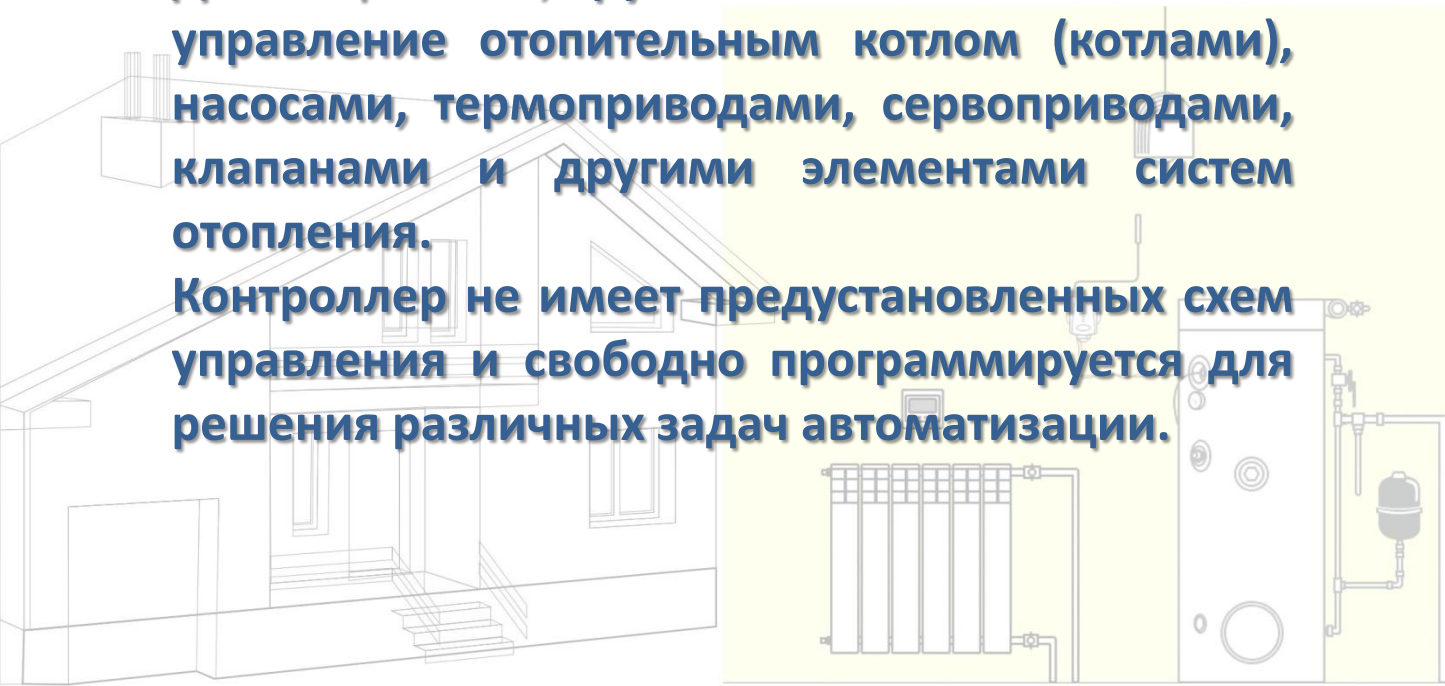 управление отопительным котлом (котлами),
насосами, термоприводами, сервоприводами,
клапанами и другими элементами систем
отопления.
Контроллер не имеет предустановленных схем
управления и свободно программируется для
решения различных задач автоматизации.